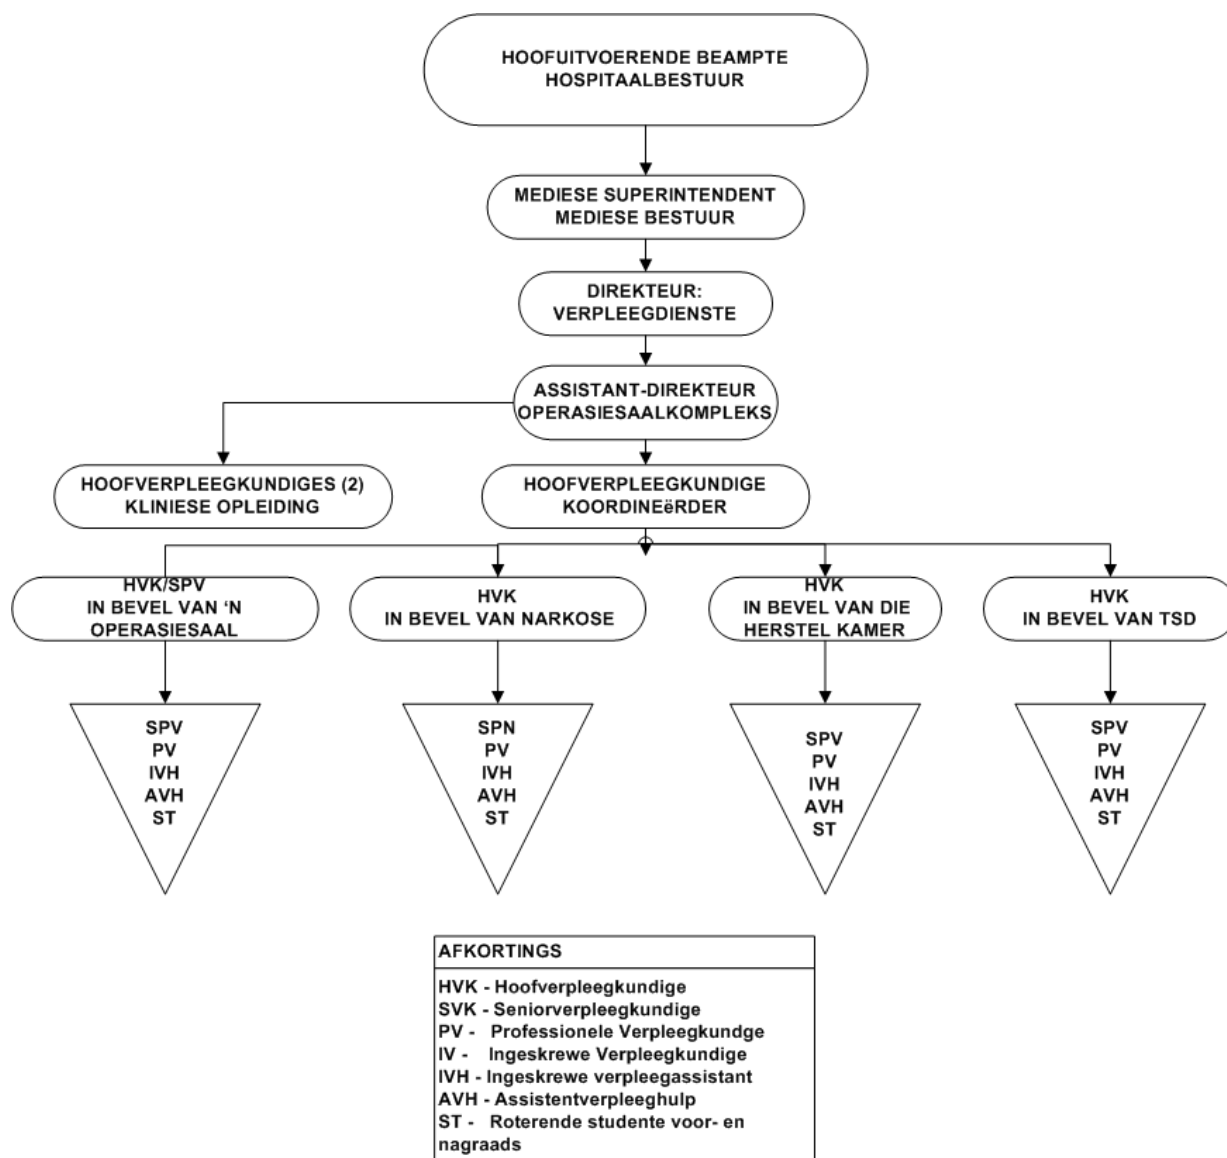 HOOFUITVOERENDE BEAMPTE
HOSPITAALBESTUUR
MEDIESE SUPERINTENDENT
MEDIESE BESTUUR
DIREKTEUR:
VERPLEEGDIENSTE
ASSISTANT-DIREKTEUR
OPERASIESAALKOMPLEKS
HOOFVERPLEEGKUNDIGES (2)
KLINIESE OPLEIDING
HOOFVERPLEEGKUNDIGE
KOORDINEëRDER
HVK/SPV
IN BEVEL VAN ‘N
OPERASIESAAL
HVK
IN BEVEL VAN NARKOSE
HVK
IN BEVEL VAN DIE
HERSTEL KAMER
HVK
IN BEVEL VAN TSD
SPV
PV
IVH
AVH
ST
SPN
PV
IVH
AVH
ST
SPV
PV
IVH
AVH
ST
SPV
PV
IVH
AVH
ST
AFKORTINGS
HVK - Hoofverpleegkundige
SVK - Seniorverpleegkundige
PV - Professionele Verpleegkundge
IV - Ingeskrewe Verpleegkundige
IVH - Ingeskrewe verpleegassistant
AVH - Assistentverpleeghulp
ST - Roterende studente voor- en
nagraads